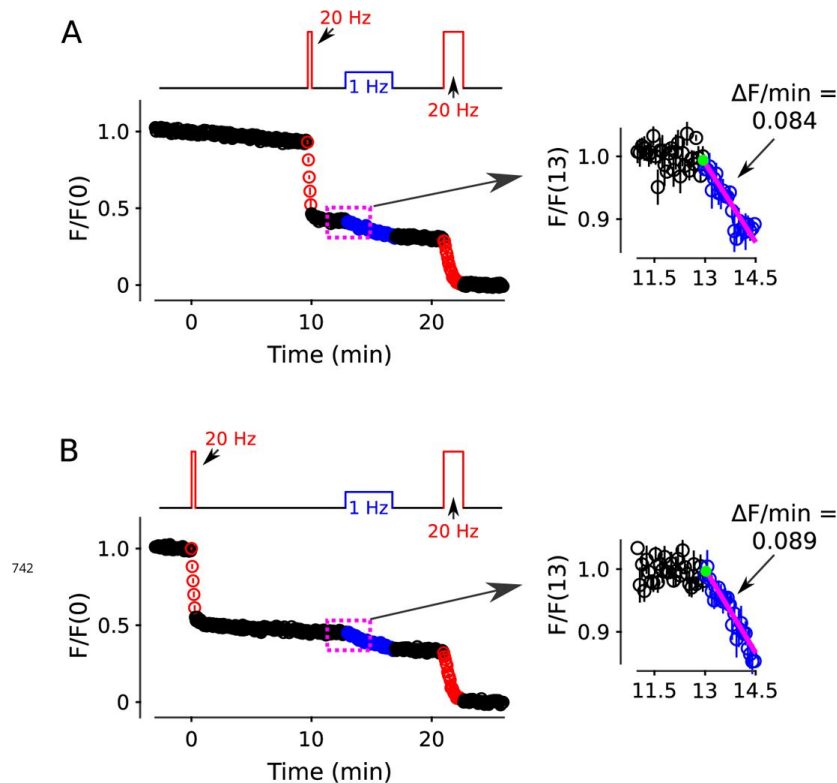 A
20 Hz
1 Hz
20 Hz
F/F(0)
1.0
0.5
0
0 10 20
Time (min)
ΔF/min =
0.084
F/F(13)
1.0
0.9
11.5 13 14.5
B
20 Hz
1 Hz
20 Hz
742
F/F(0)
1.0
0.5
0
0 10 20
Time (min)
ΔF/min =
0.089
F/F(13)
1.0
0.9
11.5 13 14.5